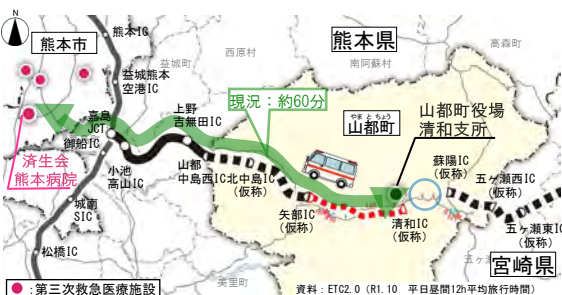 N
熊本市
熊本IC
益城町
西原村
熊本県
高森町
南阿蘇村
益城熊本
空港IC
上野
吉無田IC
現況：約60分
やまとちょう
山都町
山都町役場
清和支所
嘉島
JCT
御船IC
済生会
熊本病院
小池
高山IC
山都
中島西IC
北中島IC
(仮称)
蘇陽IC
(仮称)
五ヶ瀬西IC
(仮称)
城南
SIC
矢部IC
(仮称)
清和IC
(仮称)
五ヶ瀬東IC
(仮称)
松橋IC
美里町
五ヶ瀬
宮崎県
：第三次救急医療施設
資料：ETC2.0（R1.10　平日昼間12h平均旅行時間）